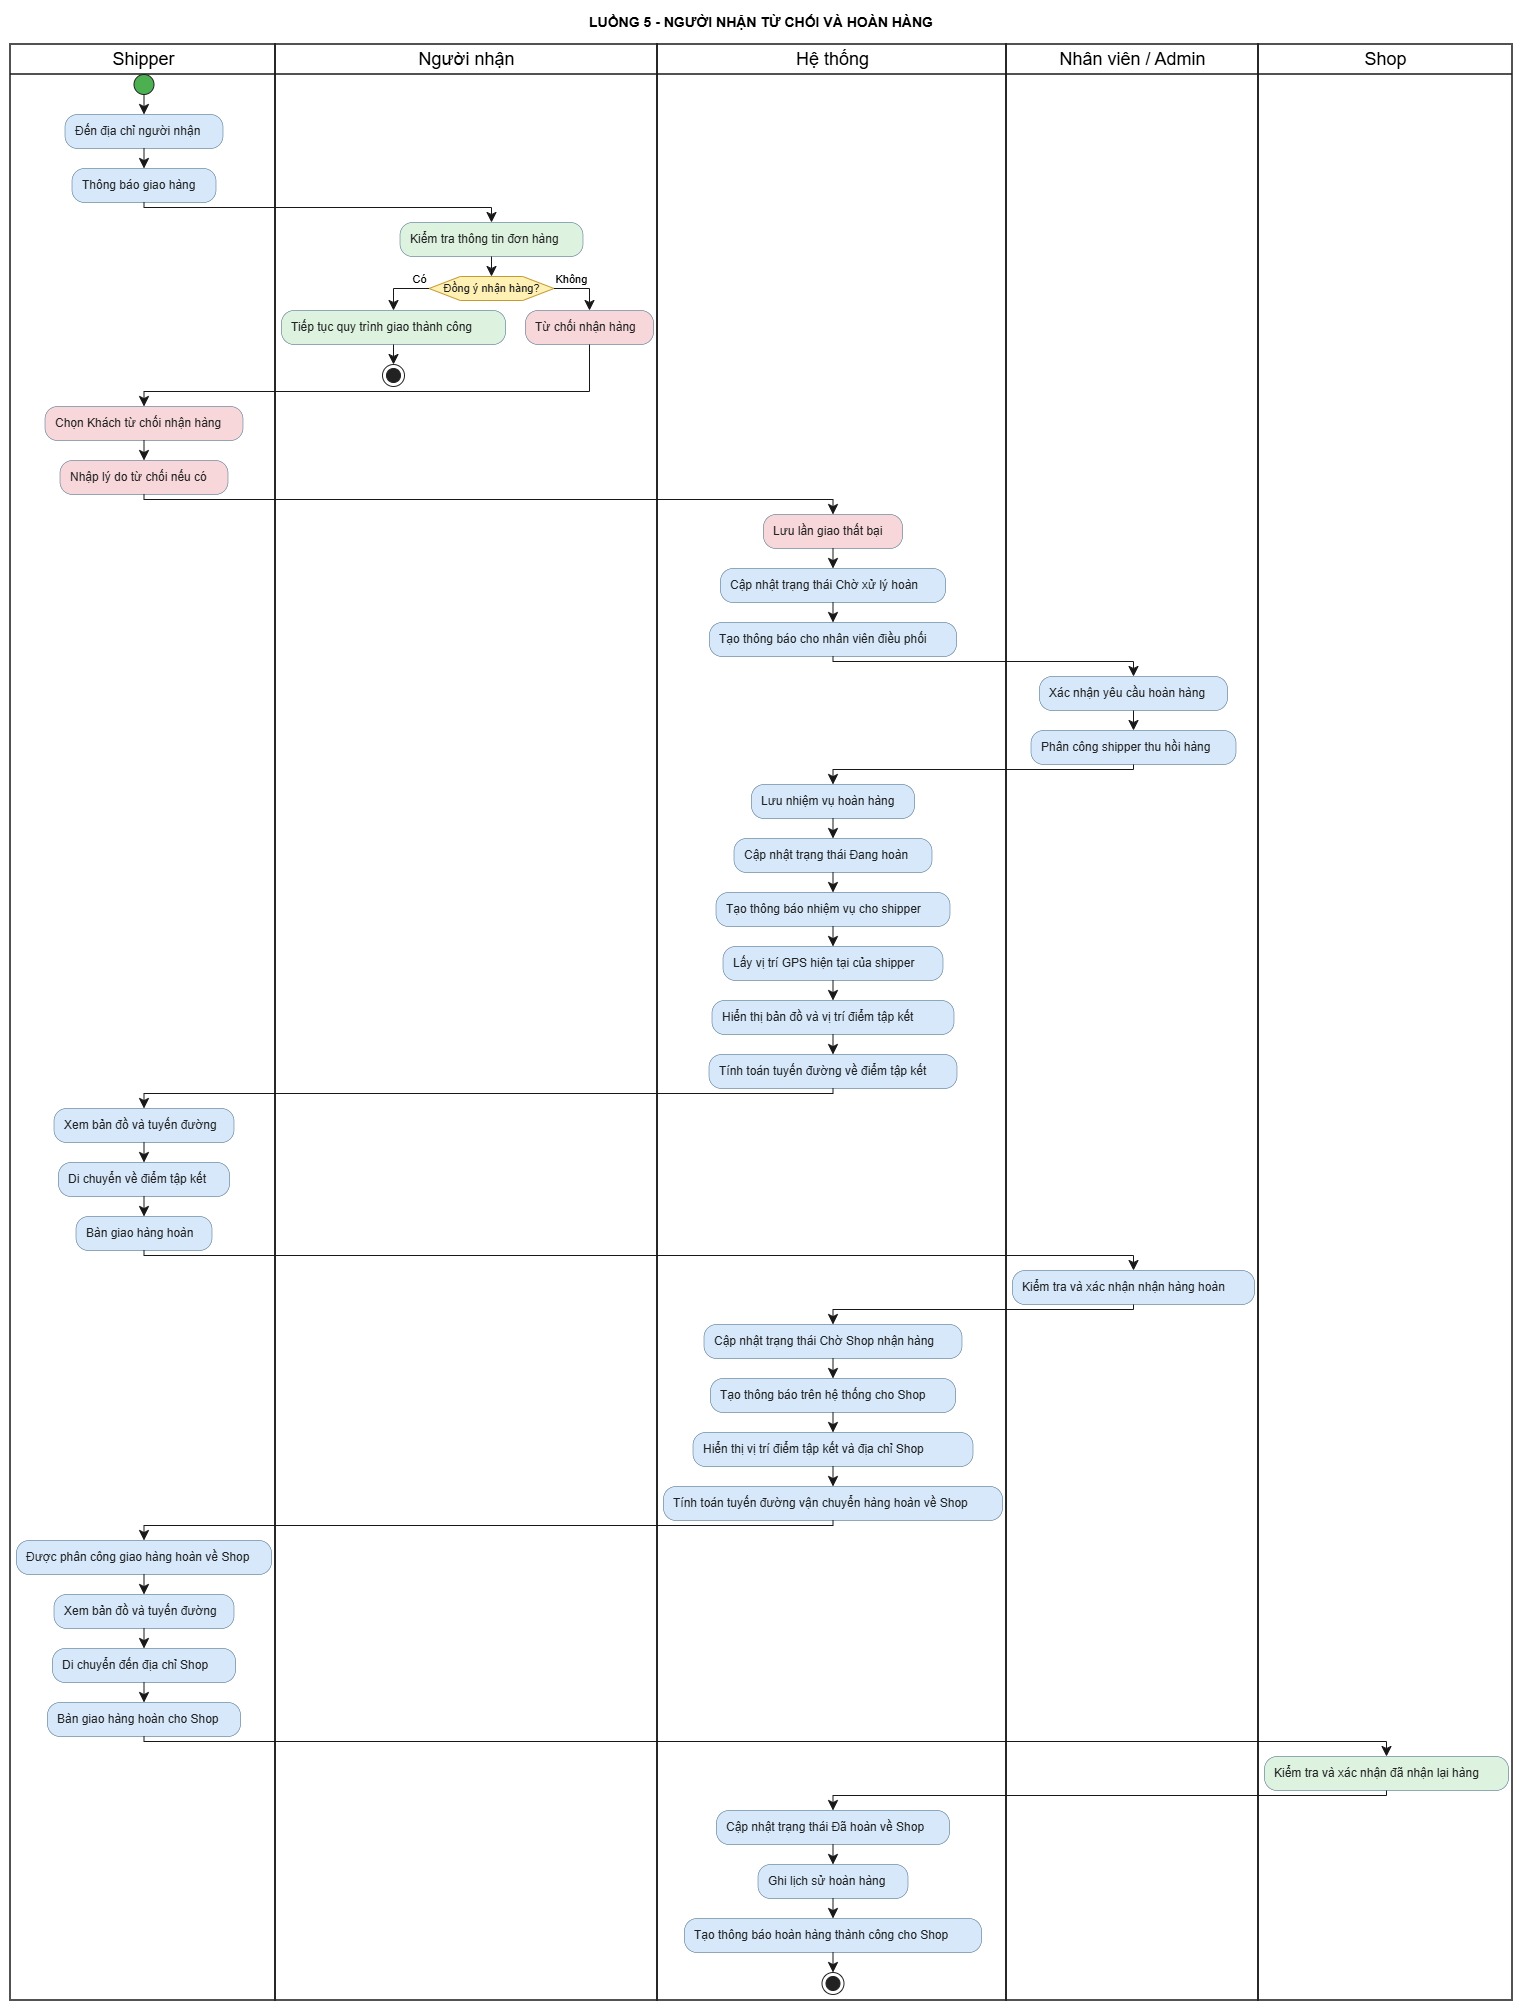 LUỒNG 5 - NGƯỜI NHẬN TỪ CHỐI VÀ HOÀN HÀNG
Shipper
Người nhận
Hệ thống
Nhân viên / Admin
Shop
Đến địa chỉ người nhận
Thông báo giao hàng
Kiểm tra thông tin đơn hàng
Có
Đồng ý nhận hàng?
Không
Tiếp tục quy trình giao thành công
Từ chối nhận hàng
Chọn Khách từ chối nhận hàng
Nhập lý do từ chối nếu có
Lưu lần giao thất bại
Cập nhật trạng thái Chờ xử lý hoàn
Tạo thông báo cho nhân viên điều phối
Xác nhận yêu cầu hoàn hàng
Phân công shipper thu hồi hàng
Lưu nhiệm vụ hoàn hàng
Cập nhật trạng thái Đang hoàn
Tạo thông báo nhiệm vụ cho shipper
Lấy vị trí GPS hiện tại của shipper
Hiển thị bản đồ và vị trí điểm tập kết
Tính toán tuyến đường về điểm tập kết
Xem bản đồ và tuyến đường
Di chuyển về điểm tập kết
Bàn giao hàng hoàn
Kiểm tra và xác nhận nhận hàng hoàn
Cập nhật trạng thái Chờ Shop nhận hàng
Tạo thông báo trên hệ thống cho Shop
Hiển thị vị trí điểm tập kết và địa chỉ Shop
Tính toán tuyến đường vận chuyển hàng hoàn về Shop
Được phân công giao hàng hoàn về Shop
Xem bản đồ và tuyến đường
Di chuyển đến địa chỉ Shop
Bàn giao hàng hoàn cho Shop
Kiểm tra và xác nhận đã nhận lại hàng
Cập nhật trạng thái Đã hoàn về Shop
Ghi lịch sử hoàn hàng
Tạo thông báo hoàn hàng thành công cho Shop